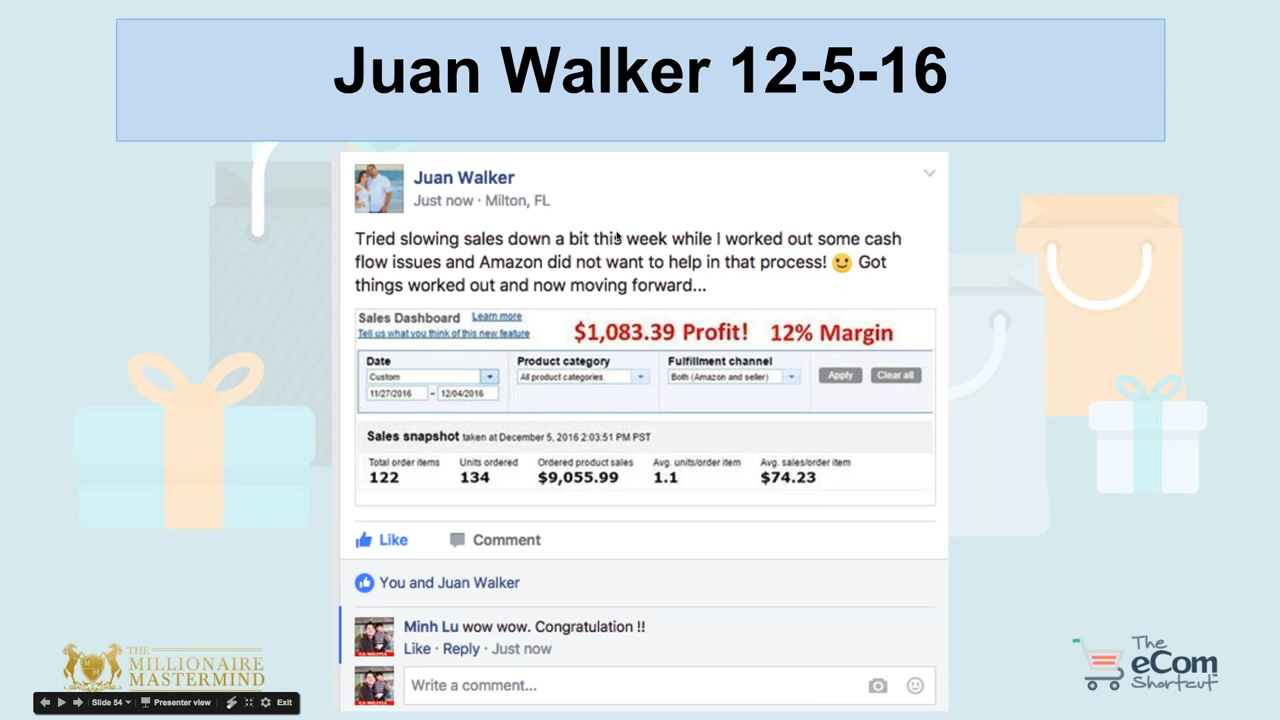 Juan Walker 12-5-16
Juan Walker
Just now · Milton, FL
Tried slowing sales down a bit this week while I worked out some cash
flow issues and Amazon did not want to help in that process! 🙂 Got
things worked out and now moving forward...
Sales Dashboard Learn more
Tell us what you think of this new feature
$1,083.39 Profit! 12% Margin
Date Product category Fulfillment channel
Custom All product categories Both (Amazon and seller) Apply Clear all
11/27/2016 - 12/04/2016
Sales snapshot taken at December 5, 2016 2:03:51 PM PST
Total order items Units ordered Ordered product sales Avg. units/order item Avg. sales/order item
122 134 $9,055.99 1.1 $74.23
Like Comment
You and Juan Walker
Minh Lu wow wow. Congratulation !!
Like · Reply · Just now
Write a comment...
THE
MILLIONAIRE
MASTERMIND
The
eCom
Shortcut
Slide 54 Presenter view Exit